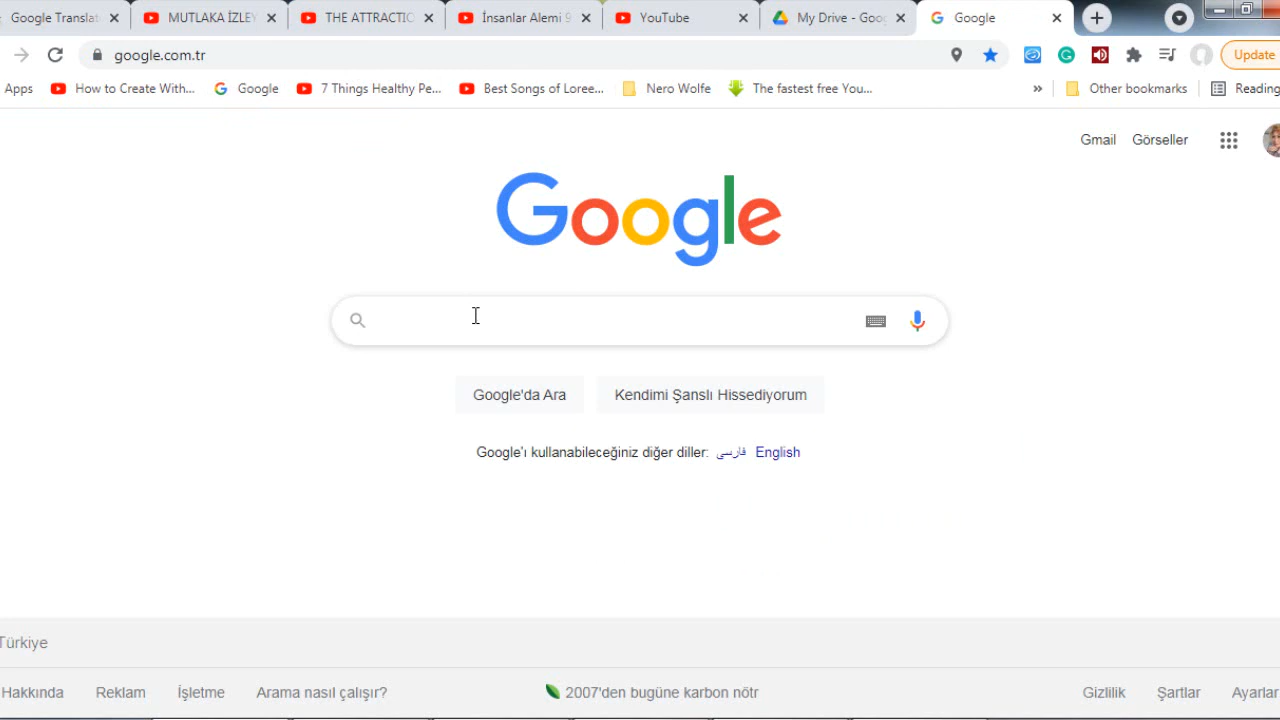 Google Transla MUTLAKA İZLEY THE ATTRACTIC İnsanlar Alemi 9 YouTube My Drive - Goog Google
google.com.tr Update
Apps How to Create With... Google 7 Things Healthy Pe... Best Songs of Loree... Nero Wolfe The fastest free You... » Other bookmarks Reading
Gmail Görseller
Google
Google'da Ara Kendimi Şanslı Hissediyorum
Google'ı kullanabileceğiniz diğer diller: فارسی English
Türkiye
Hakkında Reklam İşletme Arama nasıl çalışır? 2007'den bugüne karbon nötr Gizlilik Şartlar Ayarlar